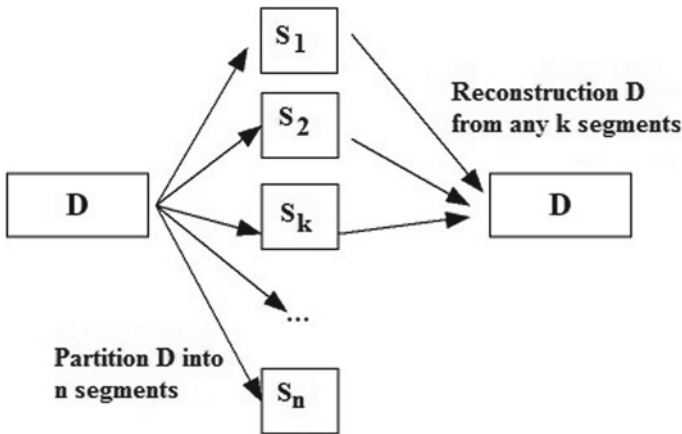 S1
Reconstruction D
from any k segments
S2
D
Sk
D
...
Partition D into
n segments
Sn